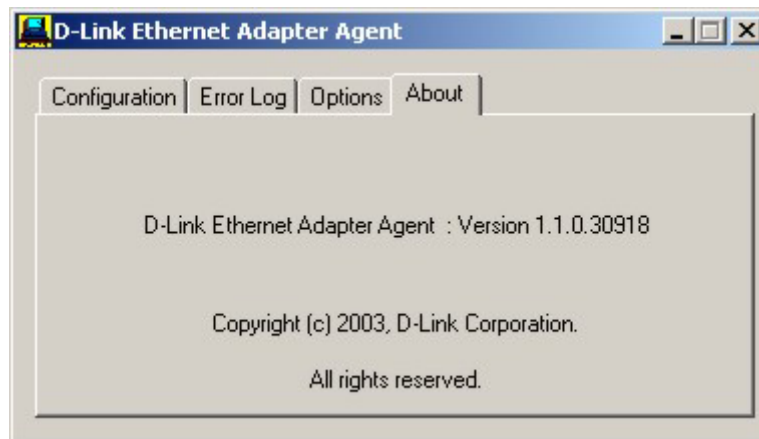 D-Link Ethernet Adapter Agent
Configuration Error Log Options About
D-Link Ethernet Adapter Agent : Version 1.1.0.30918
Copyright (c) 2003, D-Link Corporation.
All rights reserved.